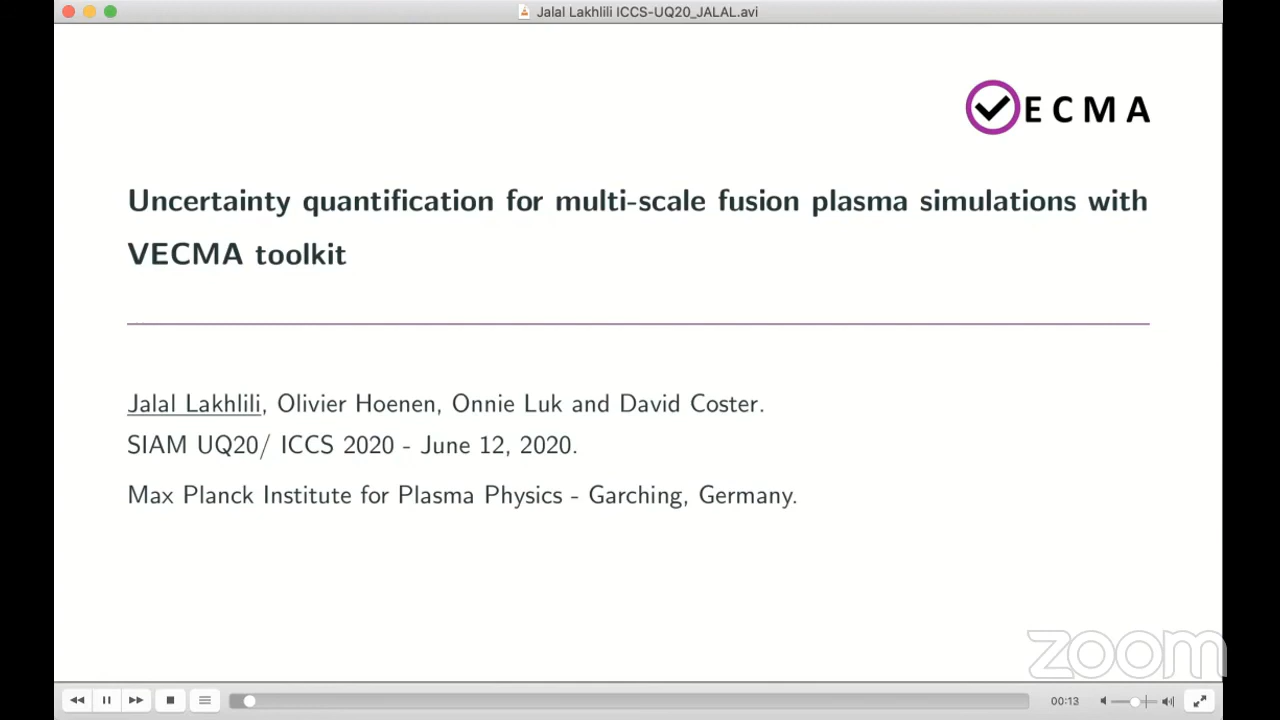 Jalal Lakhlili ICCS-UQ20_JALAL.avi
ECMA
Uncertainty quantification for multi-scale fusion plasma simulations with
VECMA toolkit
Jalal Lakhlili, Olivier Hoenen, Onnie Luk and David Coster.
SIAM UQ20/ ICCS 2020 - June 12, 2020.
Max Planck Institute for Plasma Physics - Garching, Germany.
zoom
00:13